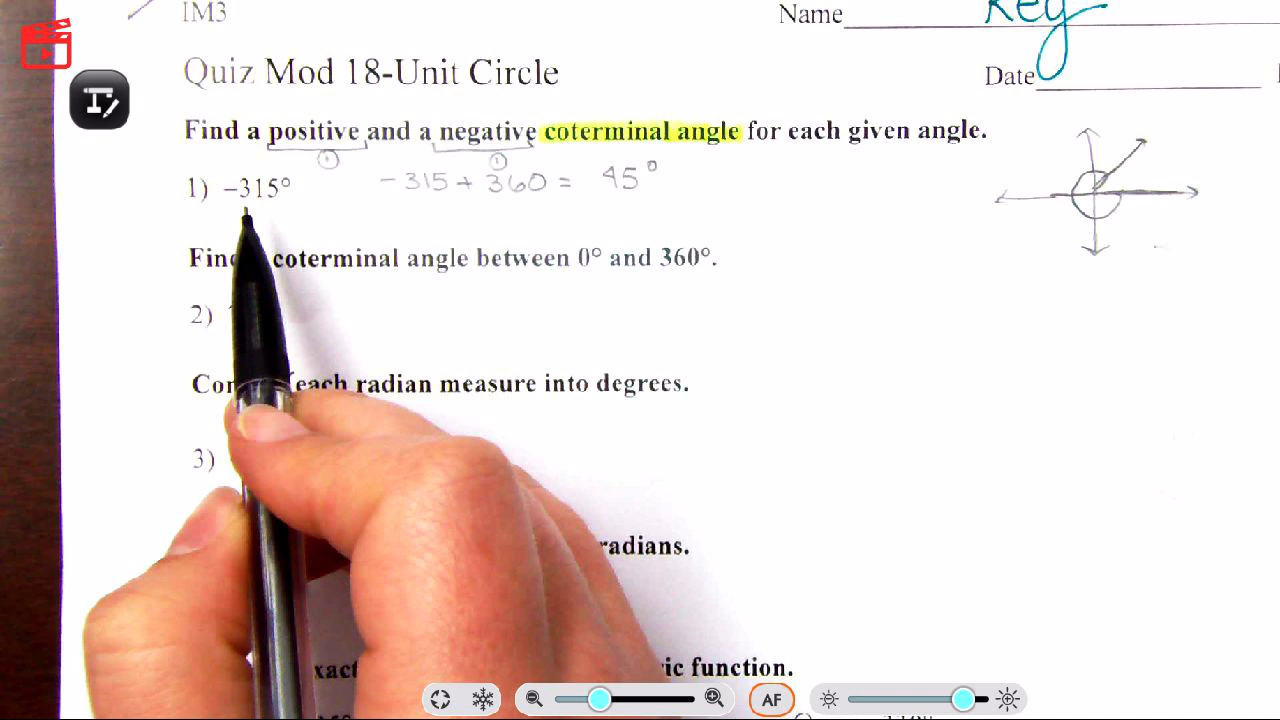 IM3
Name Key
Quiz Mod 18-Unit Circle
Date
Find a positive and a negative coterminal angle for each given angle.
① ①
1) −315° −315 + 360 = 45°
coterminal angle between 0° and 360°.
2)
each radian measure into degrees.
3)
radians.
function.
AF